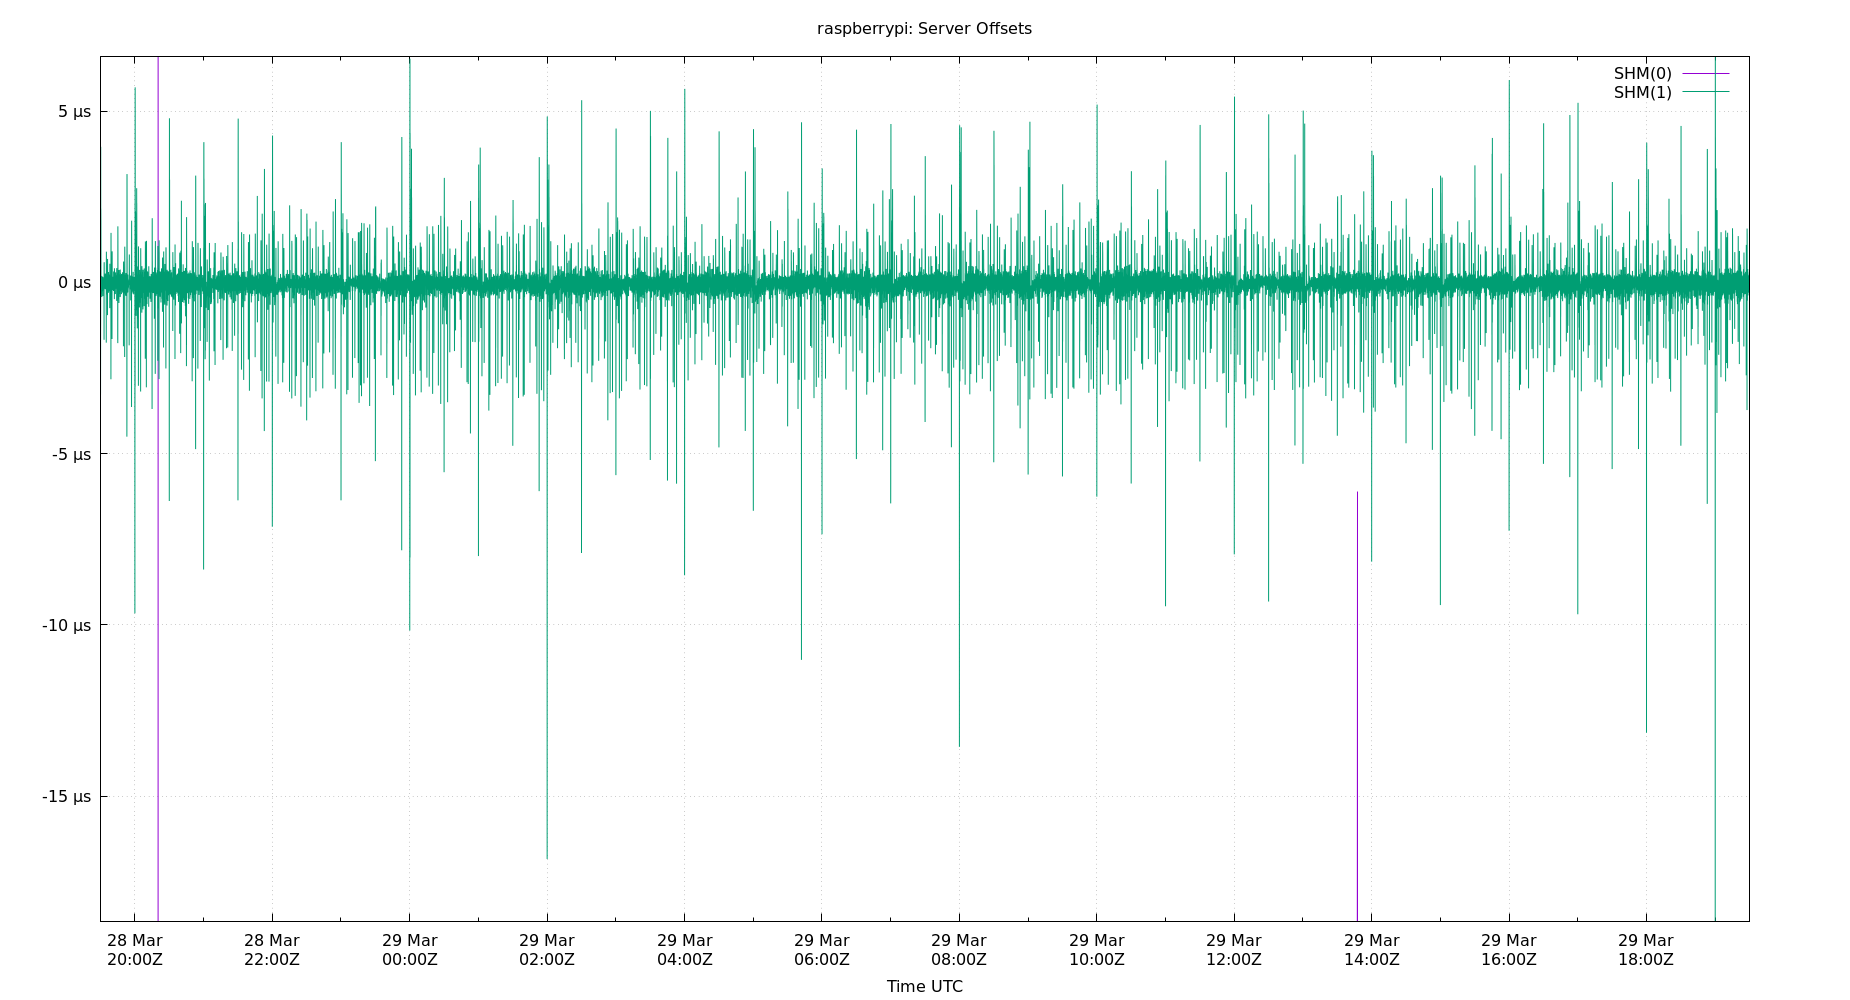 raspberrypi: Server Offsets
SHM(0)
SHM(1)
5 µs
0 µs
-5 µs
-10 µs
-15 µs
28 Mar 28 Mar 29 Mar 29 Mar 29 Mar 29 Mar 29 Mar 29 Mar 29 Mar 29 Mar 29 Mar 29 Mar
20:00Z 22:00Z 00:00Z 02:00Z 04:00Z 06:00Z 08:00Z 10:00Z 12:00Z 14:00Z 16:00Z 18:00Z
Time UTC